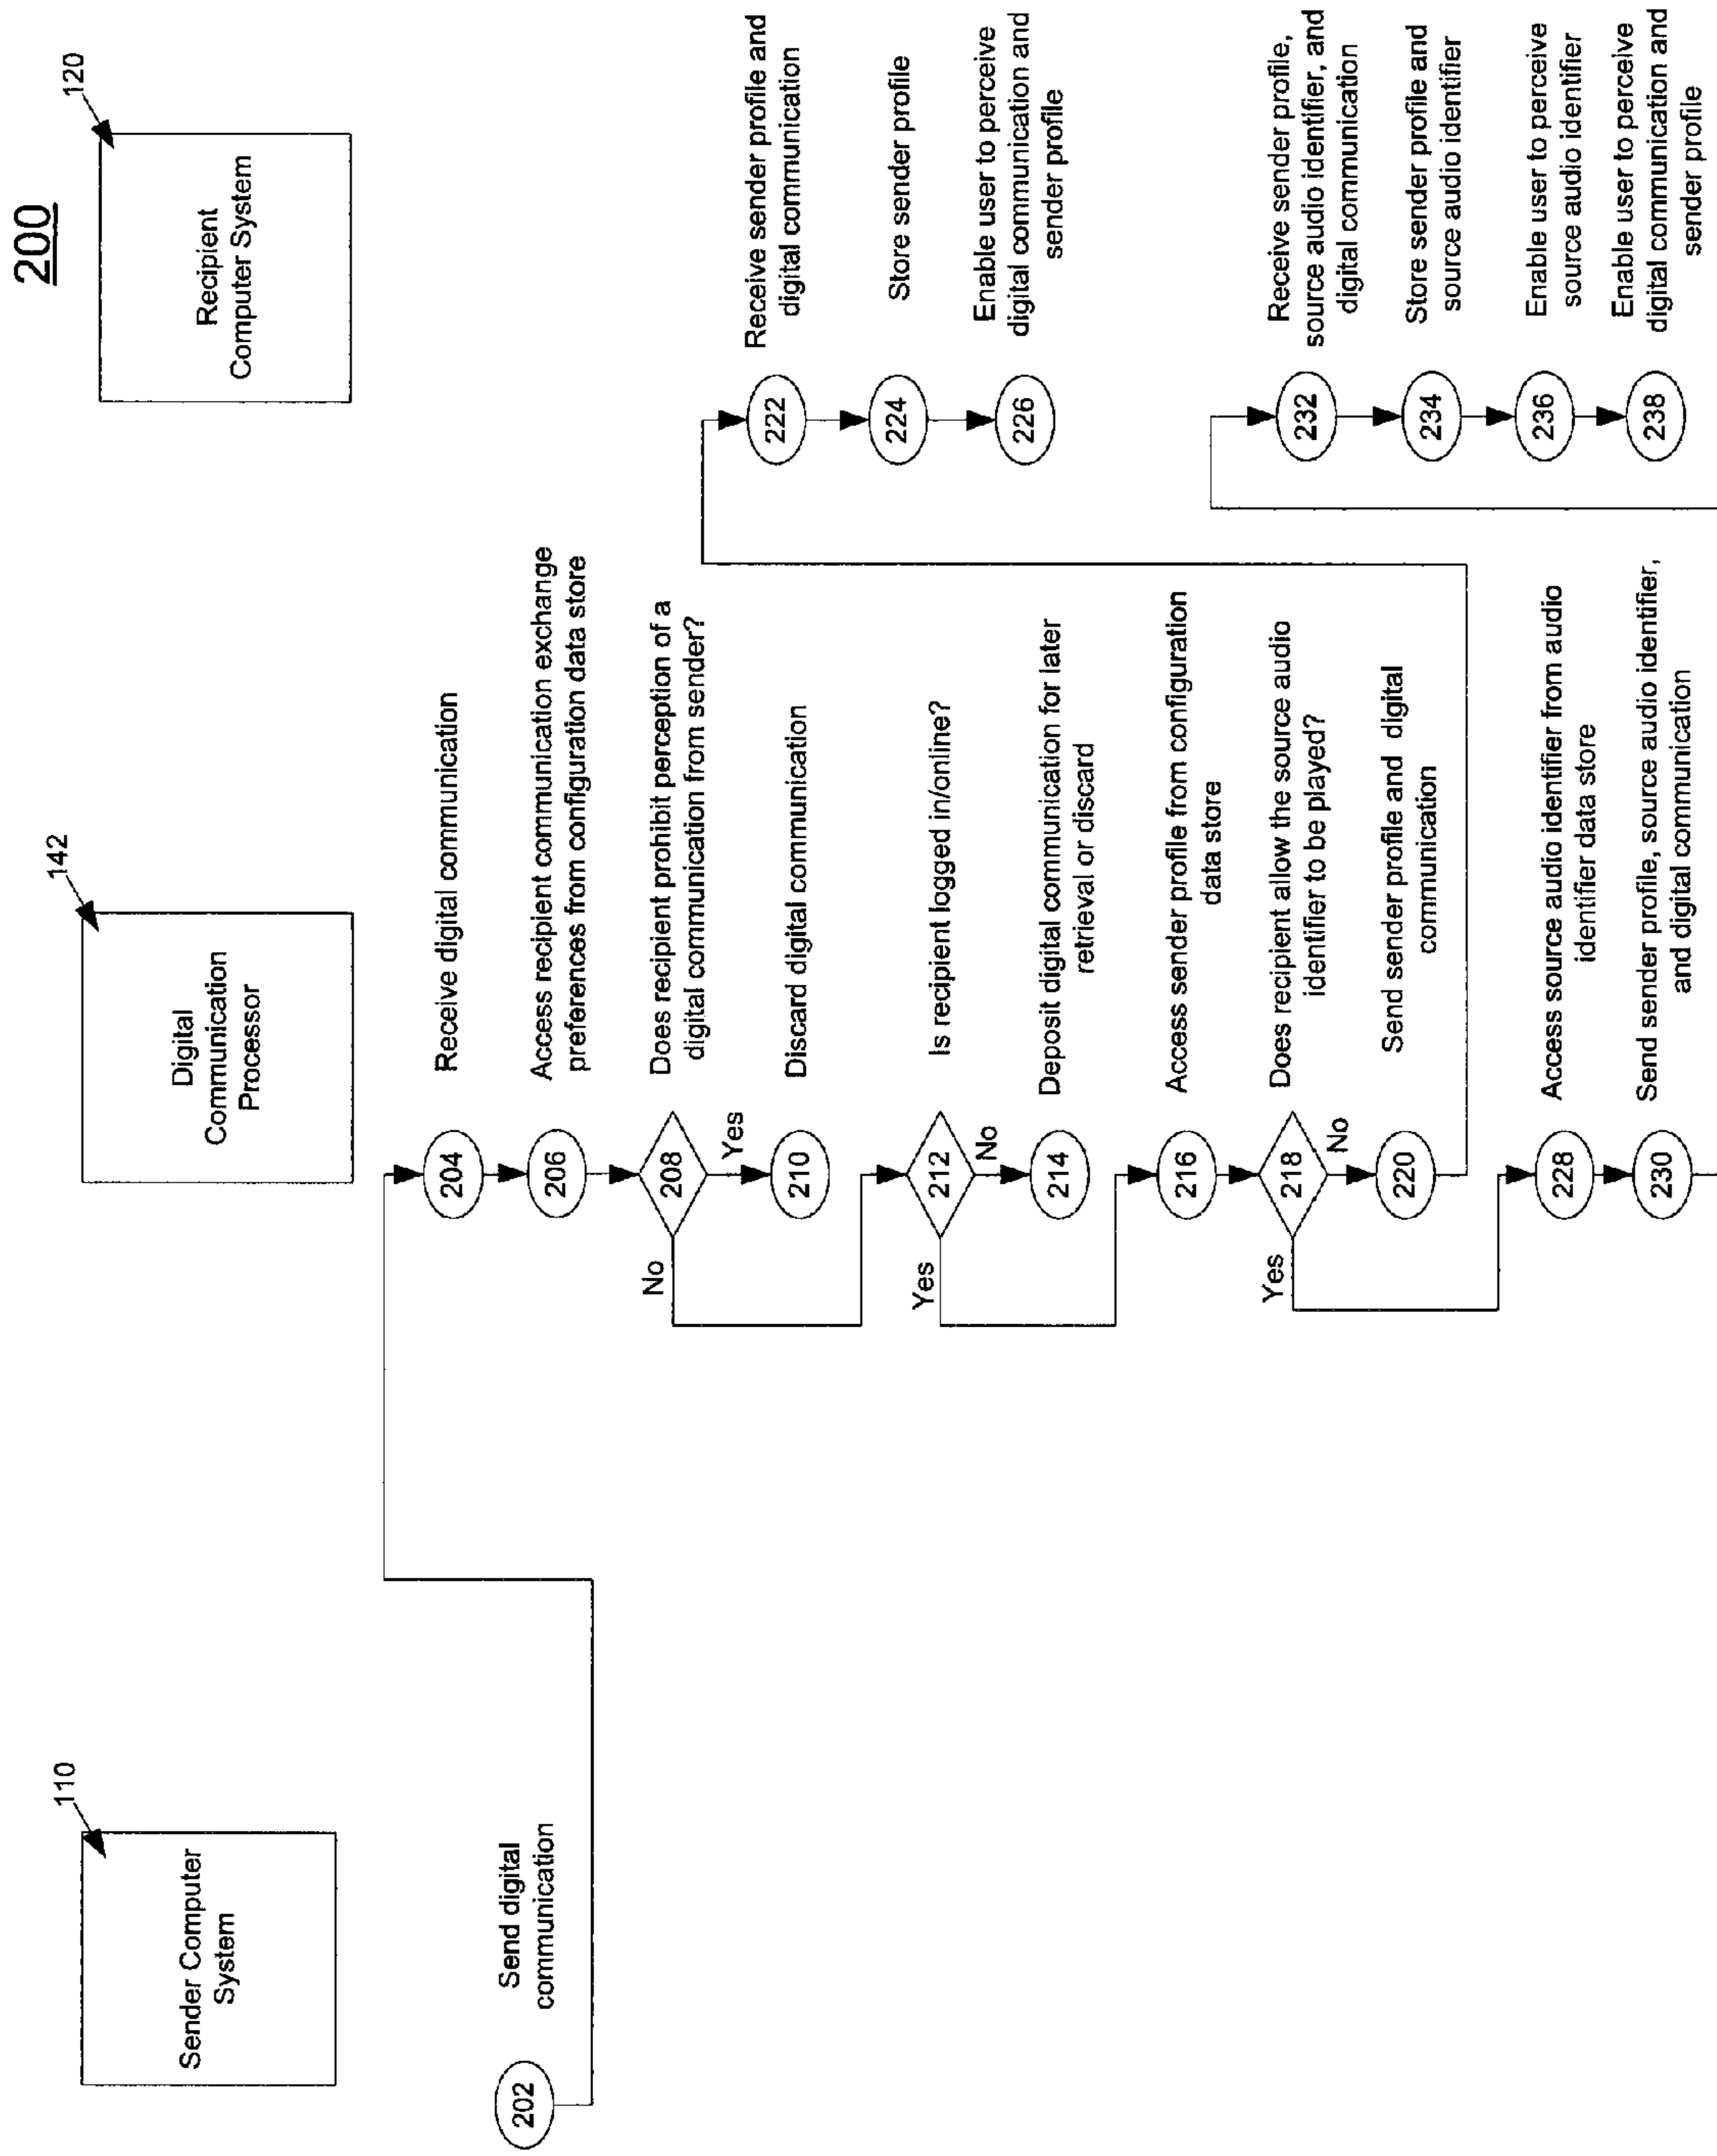 200
110
Sender Computer
System
142
Digital
Communication
Processor
120
Recipient
Computer System
202
Send digital
communication
204
Receive digital communication
206
Access recipient communication exchange
preferences from configuration data store
208
Does recipient prohibit perception of a
digital communication from sender?
Yes
No
210
Discard digital communication
212
Is recipient logged in/online?
No
Yes
214
Deposit digital communication for later
retrieval or discard
216
Access sender profile from configuration
data store
218
Does recipient allow the source audio
identifier to be played?
No
Yes
220
Send sender profile and digital
communication
222
Receive sender profile and
digital communication
224
Store sender profile
226
Enable user to perceive
digital communication and
sender profile
228
Access source audio identifier from audio
identifier data store
230
Send sender profile, source audio identifier,
and digital communication
232
Receive sender profile,
source audio identifier, and
digital communication
234
Store sender profile and
source audio identifier
236
Enable user to perceive
source audio identifier
238
Enable user to perceive
digital communication and
sender profile